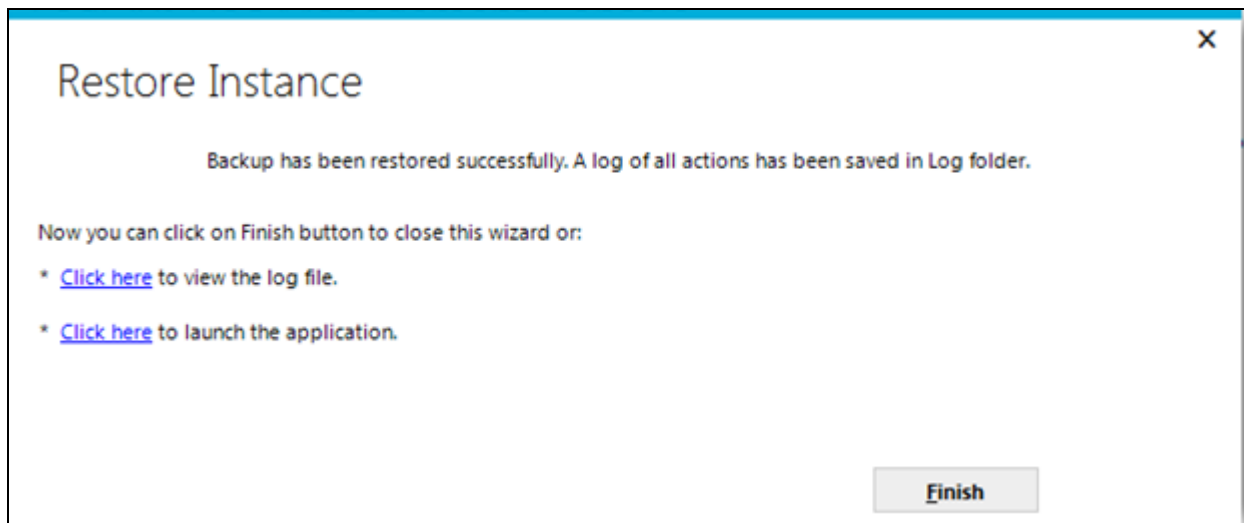 Restore Instance
Backup has been restored successfully. A log of all actions has been saved in Log folder.
Now you can click on Finish button to close this wizard or:
* Click here to view the log file.
* Click here to launch the application.
Finish